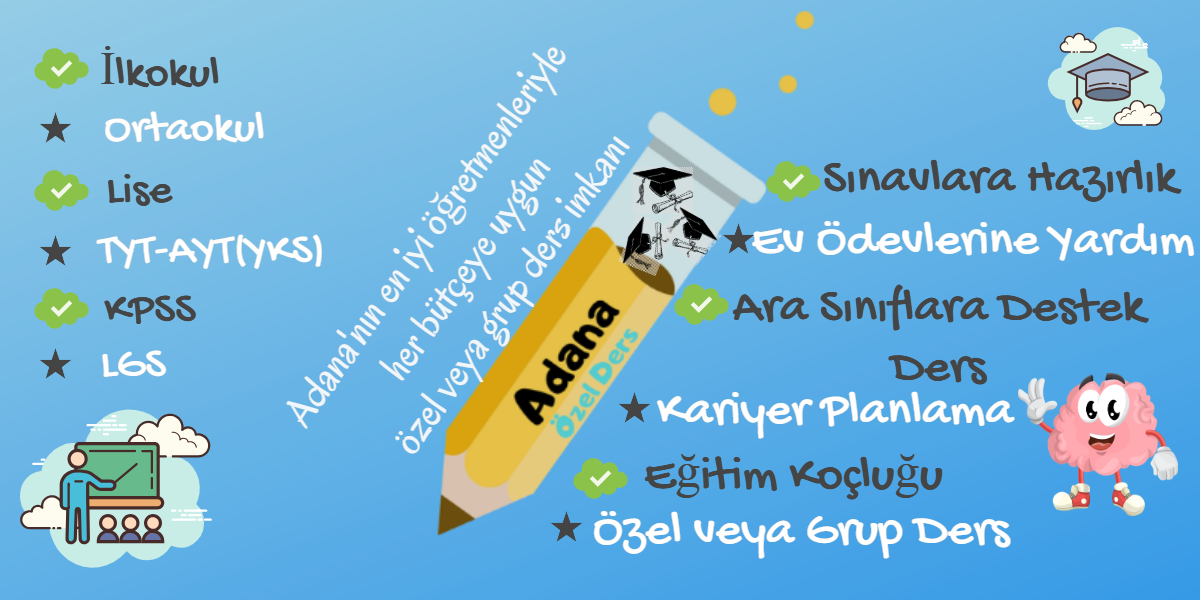 İlkokul
Ortaokul
Lise
TYT-AYT(YKS)
KPSS
LGS
Adana'nın en iyi öğretmenleriyle
her bütçeye uygun
özel veya grup ders imkanı
Adana
Özel Ders
Sınavlara Hazırlık
Ev Ödevlerine Yardım
Ara Sınıflara Destek
Ders
Kariyer Planlama
Eğitim Koçluğu
Özel veya Grup Ders